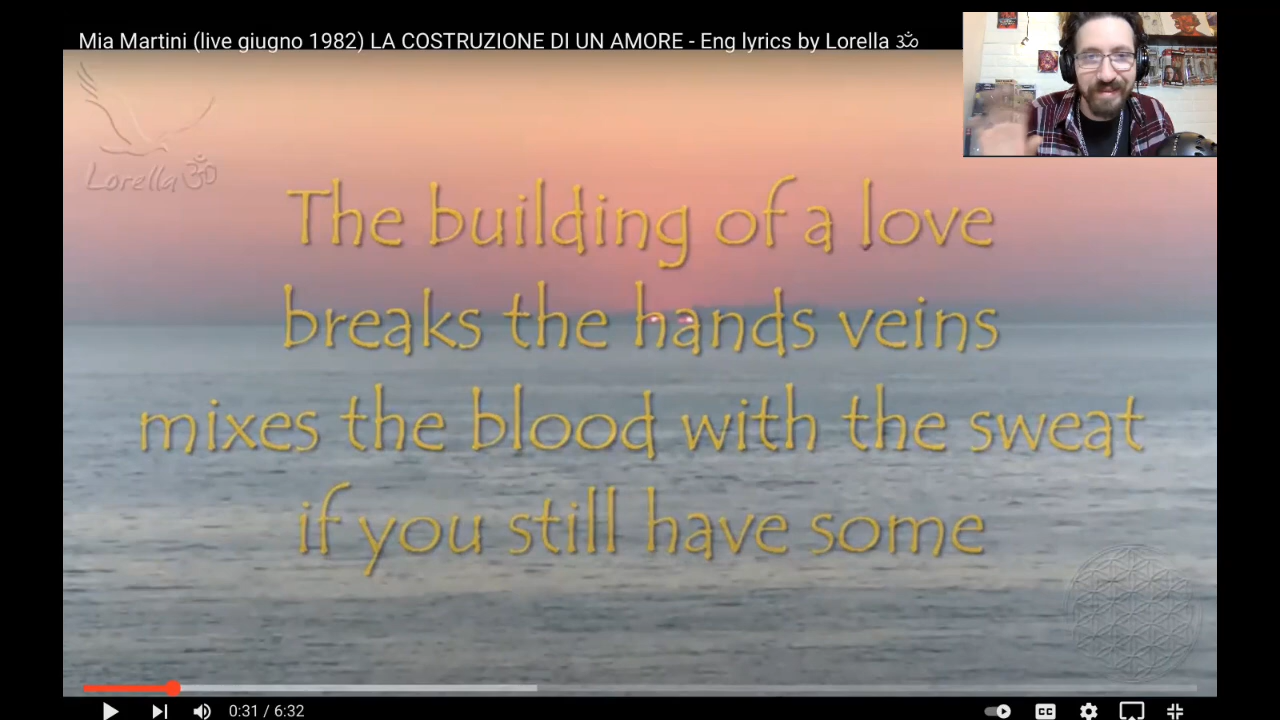 Mia Martini (live giugno 1982) LA COSTRUZIONE DI UN AMORE - Eng lyrics by Lorella ॐ
Lorella ॐ
The building of a love
breaks the hands veins
mixes the blood with the sweat
if you still have some
0:31 / 6:32
CC